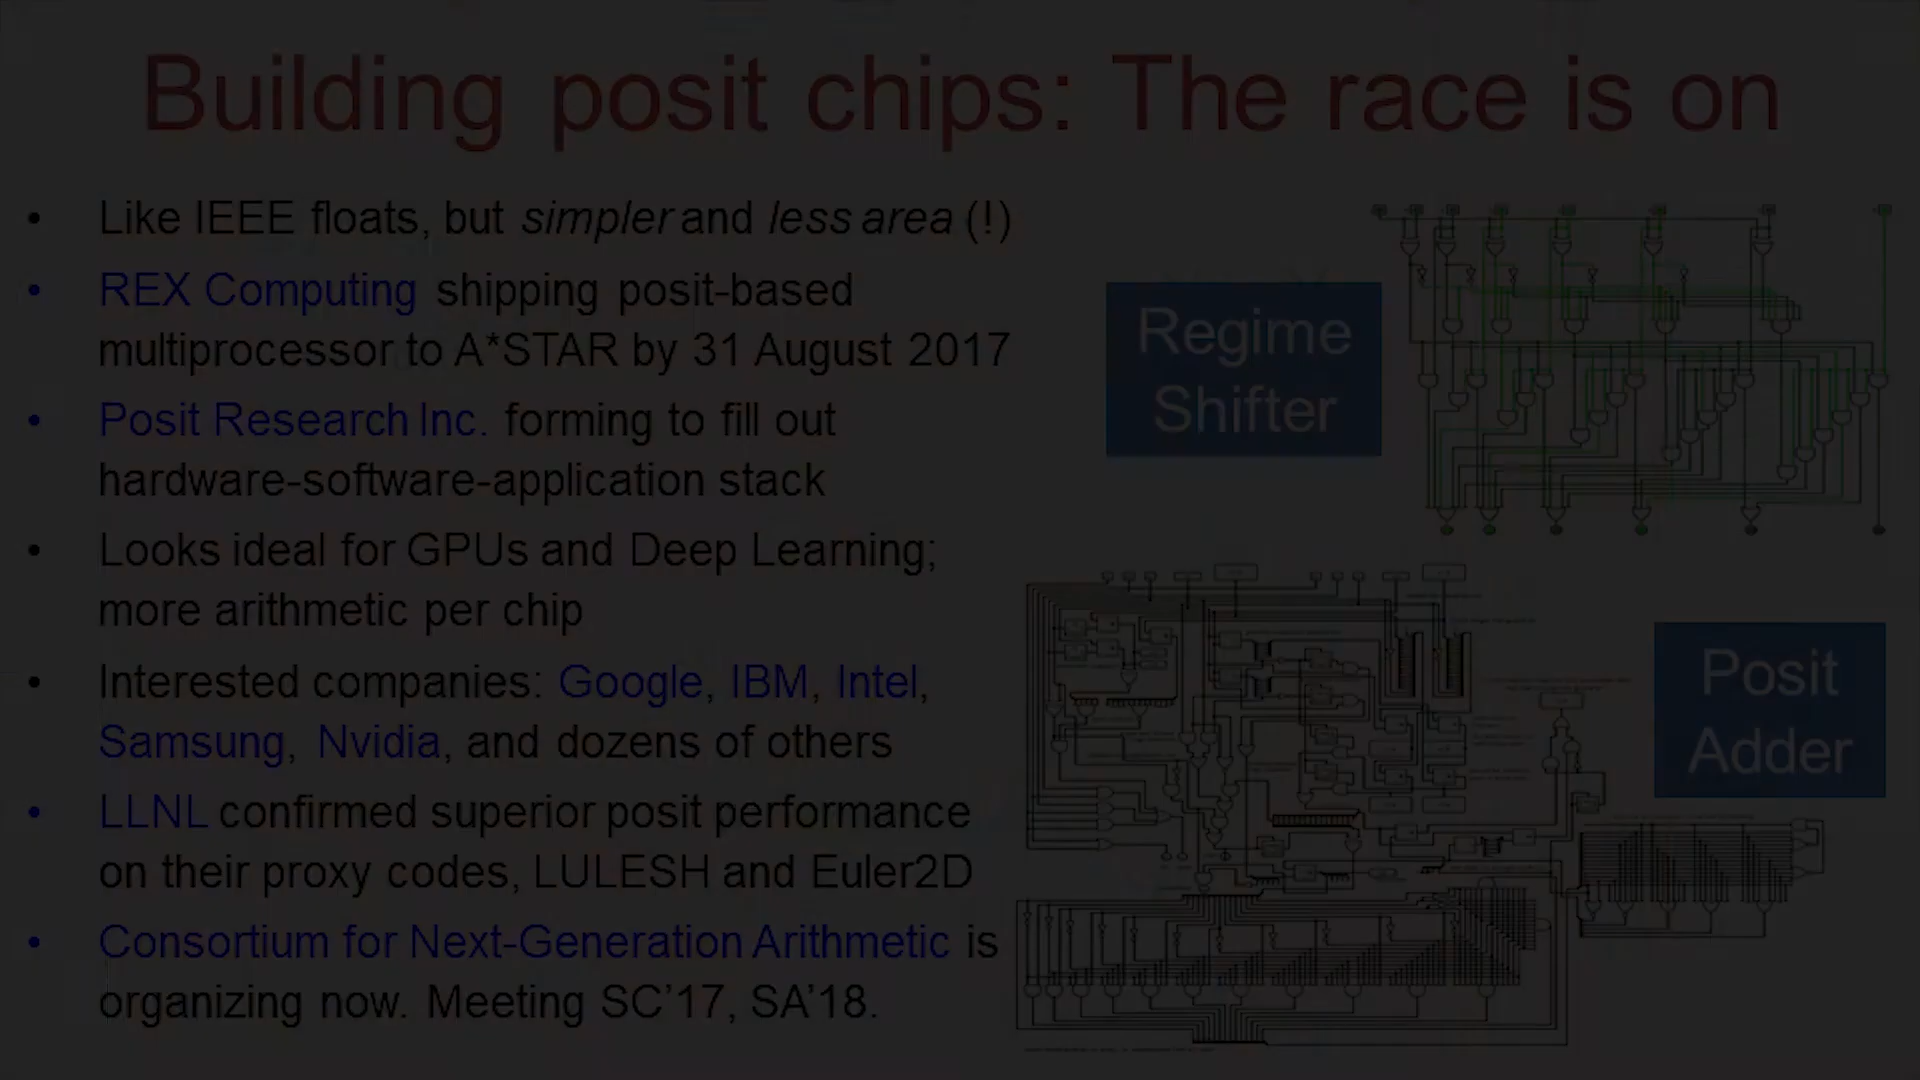 Building posit chips: The race is on
• Like IEEE floats, but simpler and less area (!)
• REX Computing shipping posit-based
multiprocessor to A*STAR by 31 August 2017
• Posit Research Inc. forming to fill out
hardware-software-application stack
• Looks ideal for GPUs and Deep Learning;
more arithmetic per chip
• Interested companies: Google, IBM, Intel,
Samsung, Nvidia, and dozens of others
• LLNL confirmed superior posit performance
on their proxy codes, LULESH and Euler2D
• Consortium for Next-Generation Arithmetic is
organizing now. Meeting SC’17, SA’18.
Regime
Shifter
Posit
Adder